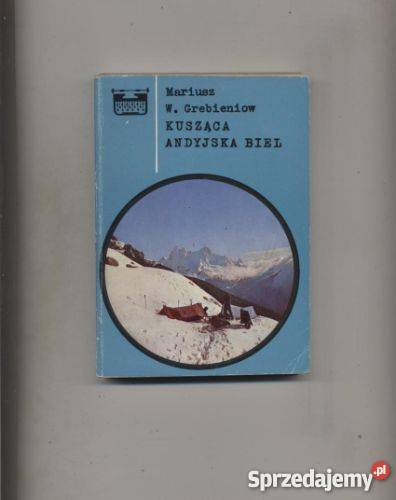 Mariusz
W. Grebieniow
KUSZĄCA
ANDYJSKA BIEL
Sprzedajemy.pl